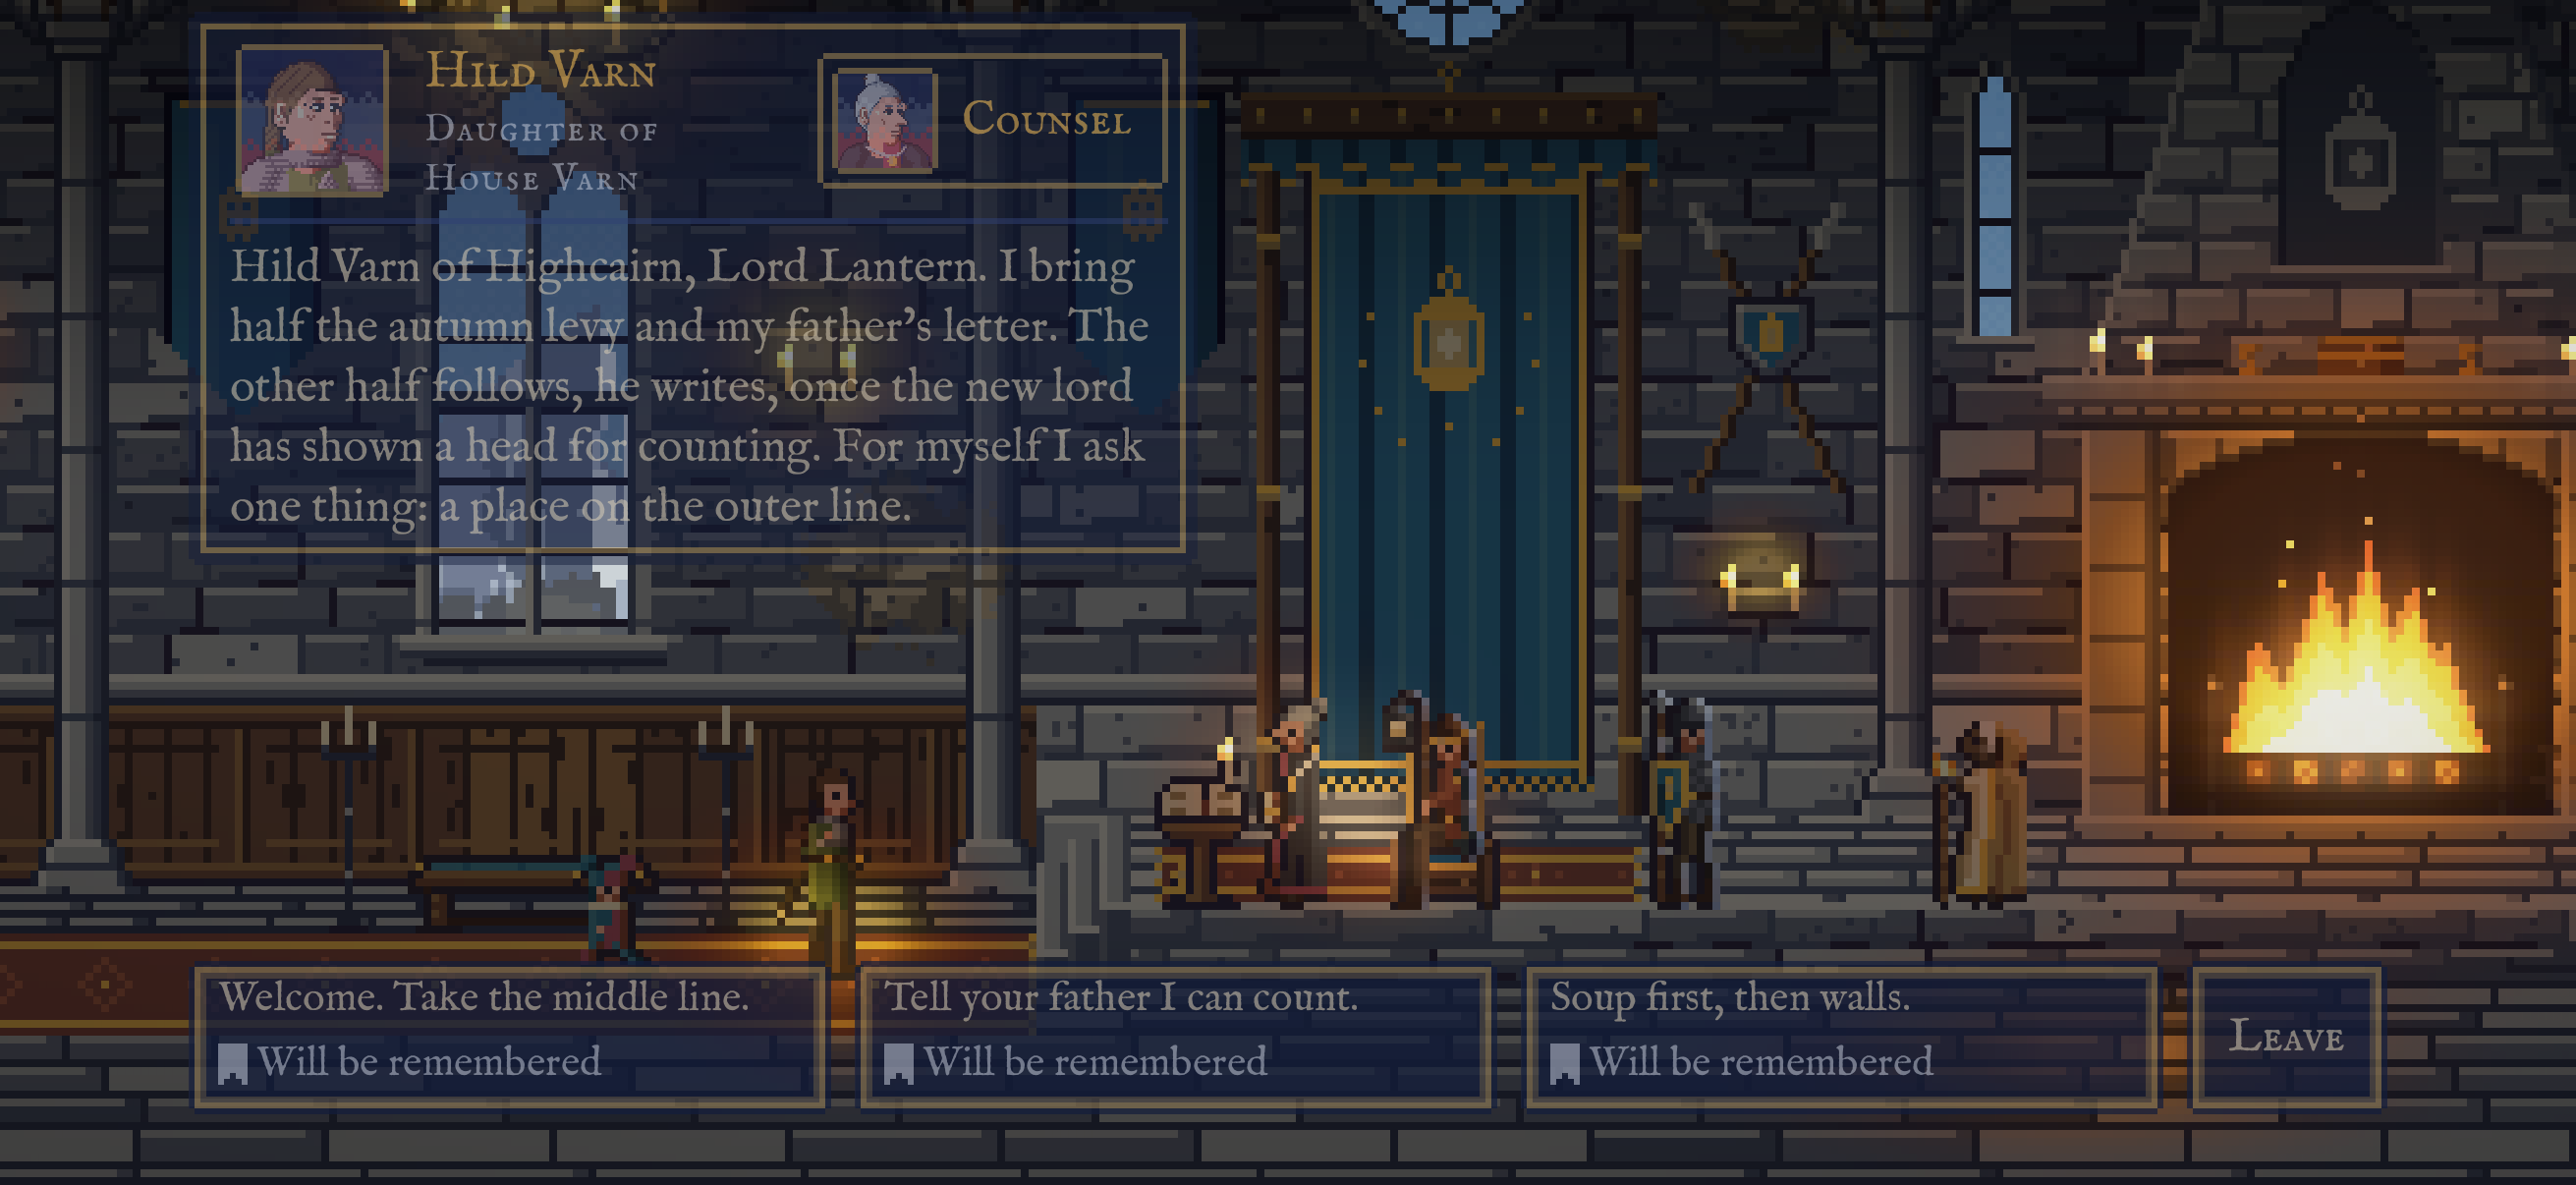 Hild Varn
Daughter of
House Varn
Counsel
Hild Varn of Highcairn, Lord Lantern. I bring
half the autumn levy and my father's letter. The
other half follows, he writes, once the new lord
has shown a head for counting. For myself I ask
one thing: a place on the outer line.
Welcome. Take the middle line.
Will be remembered
Tell your father I can count.
Will be remembered
Soup first, then walls.
Will be remembered
Leave